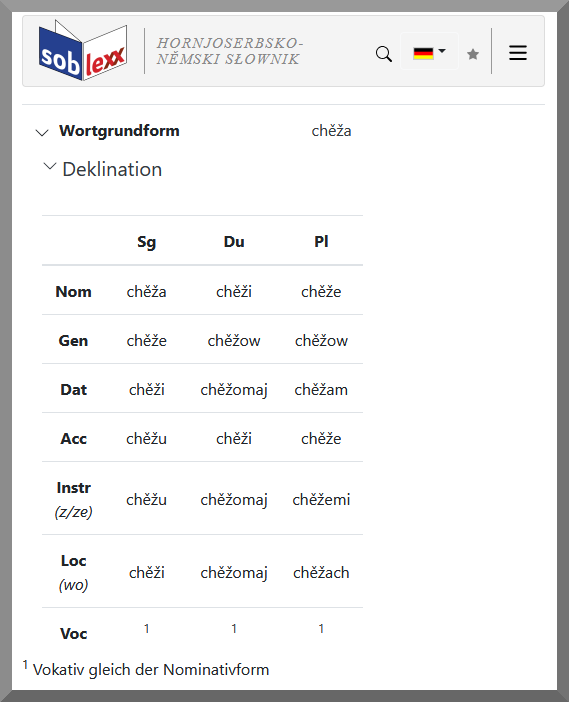 sob lexx
HORNJOSERBSKO-
NĚMSKI SŁOWNIK
Wortgrundform chěža
Deklination
Sg Du Pl
Nom chěža chěži chěže
Gen chěže chěžow chěžow
Dat chěži chěžomaj chěžam
Acc chěžu chěži chěže
Instr
(z/ze) chěžu chěžomaj chěžemi
Loc
(wo) chěži chěžomaj chěžach
Voc 1 1 1
1 Vokativ gleich der Nominativform